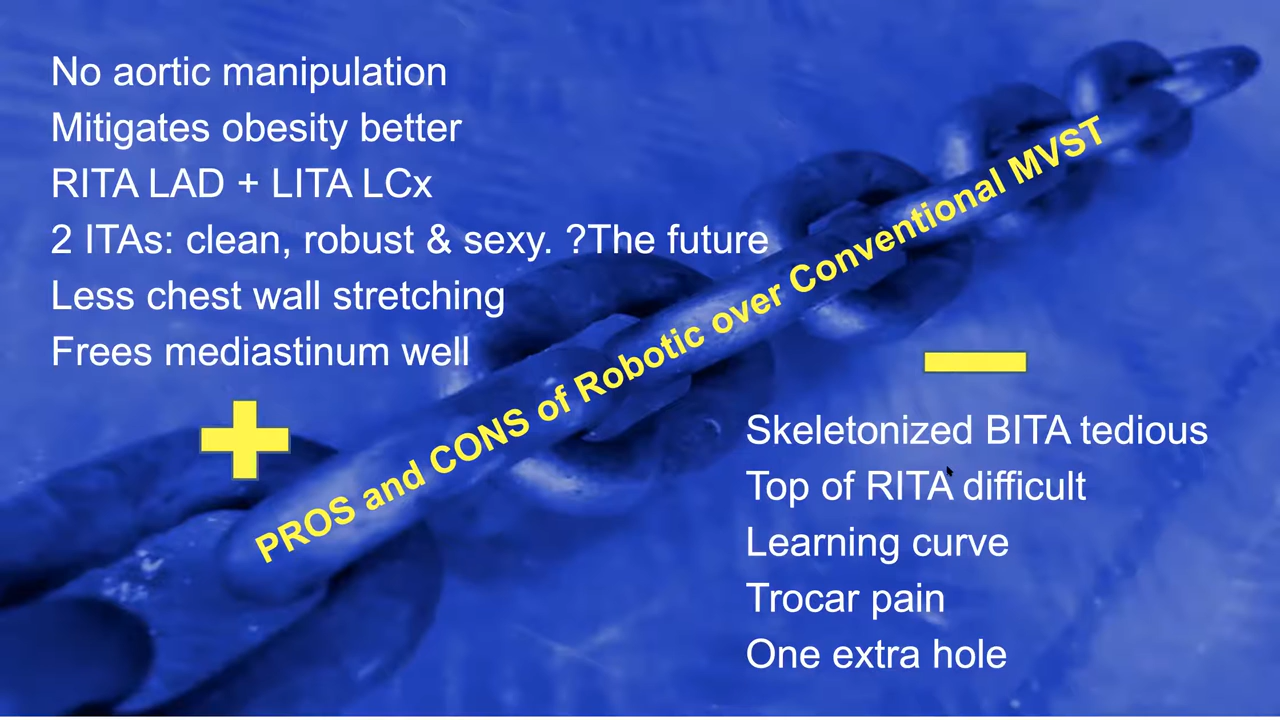 No aortic manipulation
Mitigates obesity better
RITA LAD + LITA LCx
2 ITAs: clean, robust & sexy. ?The future
Less chest wall stretching
Frees mediastinum well
PROS and CONS of Robotic over Conventional MVST
Skeletonized BITA tedious
Top of RITA difficult
Learning curve
Trocar pain
One extra hole